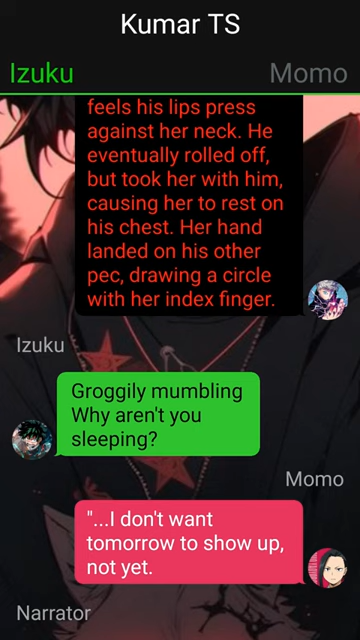 Kumar TS
Izuku
Momo
feels his lips press
against her neck. He
eventually rolled off,
but took her with him,
causing her to rest on
his chest. Her hand
landed on his other
pec, drawing a circle
with her index finger.
Izuku
Groggily mumbling
Why aren't you
sleeping?
Momo
"...I don't want
tomorrow to show up,
not yet.
Narrator